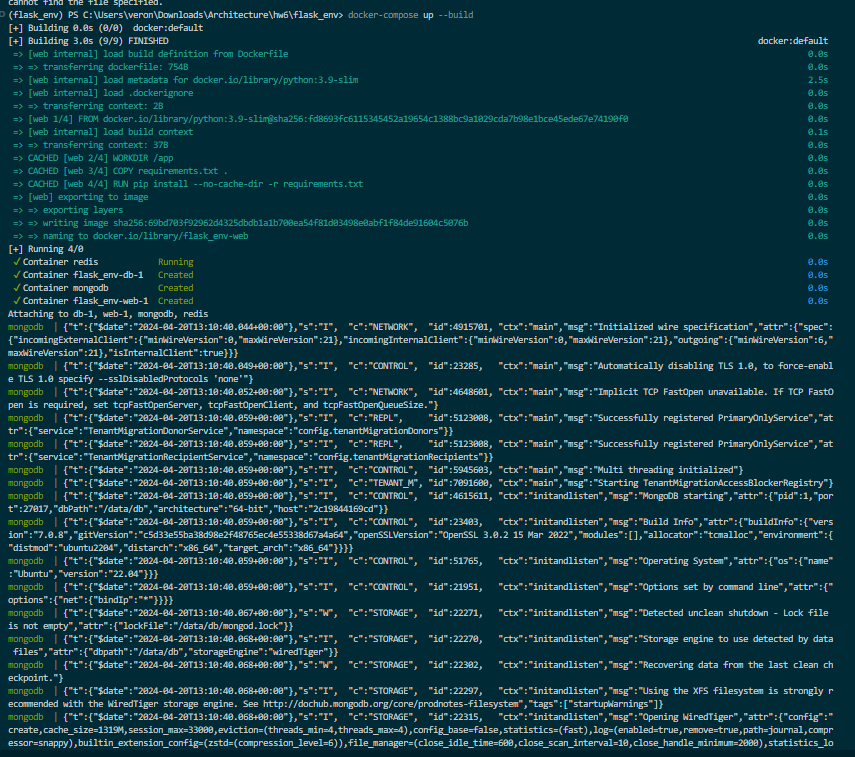 cannot find the file specified.
(flask_env) PS C:\Users\veron\Downloads\Architecture\hw6\flask_env> docker-compose up --build
[+] Building 0.0s (0/0)  docker:default
[+] Building 3.0s (9/9) FINISHED docker:default
=> [web internal] load build definition from Dockerfile 0.0s
=> => transferring dockerfile: 754B 0.0s
=> [web internal] load metadata for docker.io/library/python:3.9-slim 2.5s
=> [web internal] load .dockerignore 0.0s
=> => transferring context: 2B 0.0s
=> [web 1/4] FROM docker.io/library/python:3.9-slim@sha256:fd8693fc6115345452a19654c1388bc9a1029cda7b98e1bce45ede67e74190f0 0.0s
=> [web internal] load build context 0.1s
=> => transferring context: 37B 0.0s
=> CACHED [web 2/4] WORKDIR /app 0.0s
=> CACHED [web 3/4] COPY requirements.txt . 0.0s
=> CACHED [web 4/4] RUN pip install --no-cache-dir -r requirements.txt 0.0s
=> [web] exporting to image 0.0s
=> => exporting layers 0.0s
=> => writing image sha256:69bd703f92962d4325dbdb1a1b700ea54f81d03498e0abf1f84de91604c5076b 0.0s
=> => naming to docker.io/library/flask_env-web 0.0s
[+] Running 4/0
✓ Container redis Running 0.0s
✓ Container flask_env-db-1 Created 0.0s
✓ Container mongodb Created 0.0s
✓ Container flask_env-web-1 Created 0.0s
Attaching to db-1, web-1, mongodb, redis
mongodb  | {"t":{"$date":"2024-04-20T13:10:40.044+00:00"},"s":"I",  "c":"NETWORK",  "id":4915701, "ctx":"main","msg":"Initialized wire specification","attr":{"spec":
{"incomingExternalClient":{"minWireVersion":0,"maxWireVersion":21},"incomingInternalClient":{"minWireVersion":0,"maxWireVersion":21},"outgoing":{"minWireVersion":6,"
maxWireVersion":21},"isInternalClient":true}}}
mongodb  | {"t":{"$date":"2024-04-20T13:10:40.049+00:00"},"s":"I",  "c":"CONTROL",  "id":23285,   "ctx":"main","msg":"Automatically disabling TLS 1.0, to force-enabl
e TLS 1.0 specify --sslDisabledProtocols 'none'"}
mongodb  | {"t":{"$date":"2024-04-20T13:10:40.052+00:00"},"s":"I",  "c":"NETWORK",  "id":4648601, "ctx":"main","msg":"Implicit TCP FastOpen unavailable. If TCP FastO
pen is required, set tcpFastOpenServer, tcpFastOpenClient, and tcpFastOpenQueueSize."}
mongodb  | {"t":{"$date":"2024-04-20T13:10:40.059+00:00"},"s":"I",  "c":"REPL",     "id":5123008, "ctx":"main","msg":"Successfully registered PrimaryOnlyService","at
tr":{"service":"TenantMigrationDonorService","namespace":"config.tenantMigrationDonors"}}
mongodb  | {"t":{"$date":"2024-04-20T13:10:40.059+00:00"},"s":"I",  "c":"REPL",     "id":5123008, "ctx":"main","msg":"Successfully registered PrimaryOnlyService","at
tr":{"service":"TenantMigrationRecipientService","namespace":"config.tenantMigrationRecipients"}}
mongodb  | {"t":{"$date":"2024-04-20T13:10:40.059+00:00"},"s":"I",  "c":"CONTROL",  "id":5945603, "ctx":"main","msg":"Multi threading initialized"}
mongodb  | {"t":{"$date":"2024-04-20T13:10:40.059+00:00"},"s":"I",  "c":"TENANT_M", "id":7091600, "ctx":"main","msg":"Starting TenantMigrationAccessBlockerRegistry"}
mongodb  | {"t":{"$date":"2024-04-20T13:10:40.059+00:00"},"s":"I",  "c":"CONTROL",  "id":4615611, "ctx":"initandlisten","msg":"MongoDB starting","attr":{"pid":1,"por
t":27017,"dbPath":"/data/db","architecture":"64-bit","host":"2c19844169cd"}}
mongodb  | {"t":{"$date":"2024-04-20T13:10:40.059+00:00"},"s":"I",  "c":"CONTROL",  "id":23403,   "ctx":"initandlisten","msg":"Build Info","attr":{"buildInfo":{"vers
ion":"7.0.8","gitVersion":"c5d33e55ba38d98e2f48765ec4e55338d67a4a64","openSSLVersion":"OpenSSL 3.0.2 15 Mar 2022","modules":[],"allocator":"tcmalloc","environment":{
"distmod":"ubuntu2204","distarch":"x86_64","target_arch":"x86_64"}}}}
mongodb  | {"t":{"$date":"2024-04-20T13:10:40.059+00:00"},"s":"I",  "c":"CONTROL",  "id":51765,   "ctx":"initandlisten","msg":"Operating System","attr":{"os":{"name"
:"Ubuntu","version":"22.04"}}}
mongodb  | {"t":{"$date":"2024-04-20T13:10:40.059+00:00"},"s":"I",  "c":"CONTROL",  "id":21951,   "ctx":"initandlisten","msg":"Options set by command line","attr":{"
options":{"net":{"bindIp":"*"}}}}
mongodb  | {"t":{"$date":"2024-04-20T13:10:40.067+00:00"},"s":"W",  "c":"STORAGE",  "id":22271,   "ctx":"initandlisten","msg":"Detected unclean shutdown - Lock file
is not empty","attr":{"lockFile":"/data/db/mongod.lock"}}
mongodb  | {"t":{"$date":"2024-04-20T13:10:40.068+00:00"},"s":"I",  "c":"STORAGE",  "id":22270,   "ctx":"initandlisten","msg":"Storage engine to use detected by data
files","attr":{"dbpath":"/data/db","storageEngine":"wiredTiger"}}
mongodb  | {"t":{"$date":"2024-04-20T13:10:40.068+00:00"},"s":"W",  "c":"STORAGE",  "id":22302,   "ctx":"initandlisten","msg":"Recovering data from the last clean ch
eckpoint."}
mongodb  | {"t":{"$date":"2024-04-20T13:10:40.068+00:00"},"s":"I",  "c":"STORAGE",  "id":22297,   "ctx":"initandlisten","msg":"Using the XFS filesystem is strongly r
ecommended with the WiredTiger storage engine. See http://dochub.mongodb.org/core/prodnotes-filesystem","tags":["startupWarnings"]}
mongodb  | {"t":{"$date":"2024-04-20T13:10:40.068+00:00"},"s":"I",  "c":"STORAGE",  "id":22315,   "ctx":"initandlisten","msg":"Opening WiredTiger","attr":{"config":"
create,cache_size=1319M,session_max=33000,eviction=(threads_min=4,threads_max=4),config_base=false,statistics=(fast),log=(enabled=true,remove=true,path=journal,compr
essor=snappy),builtin_extension_config=(zstd=(compression_level=6)),file_manager=(close_idle_time=600,close_scan_interval=10,close_handle_minimum=2000),statistics_lo